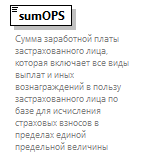 sumOPS
Сумма заработной платы
застрахованного лица,
которая включает все виды
выплат и иных
вознаграждений в пользу
застрахованного лица по
базе для исчисления
страховых взносов в
пределах единой
предельной величины